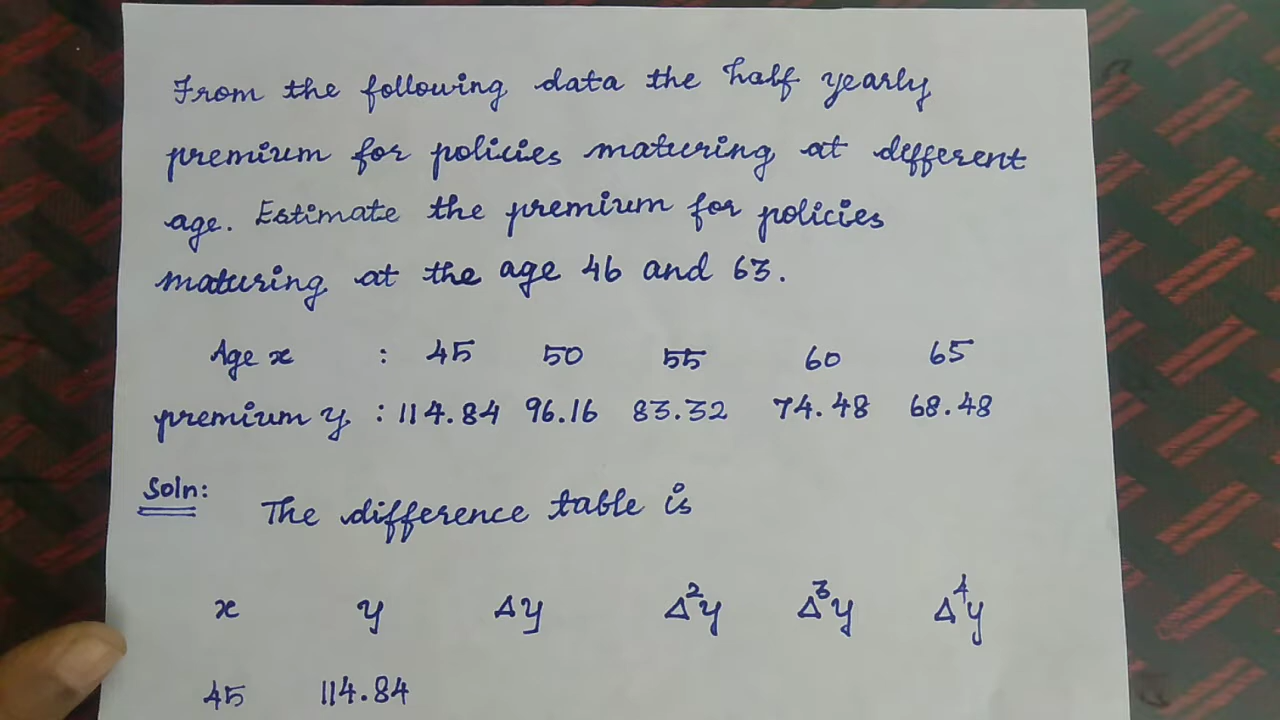 From the following data the half yearly
premium for policies maturing at different
age. Estimate the premium for policies
maturing at the age 46 and 63.
Age x : 45 50 55 60 65
premium y : 114.84 96.16 83.32 74.48 68.48
Soln: The difference table is
x y Δy Δ²y Δ³y Δ⁴y
45 114.84